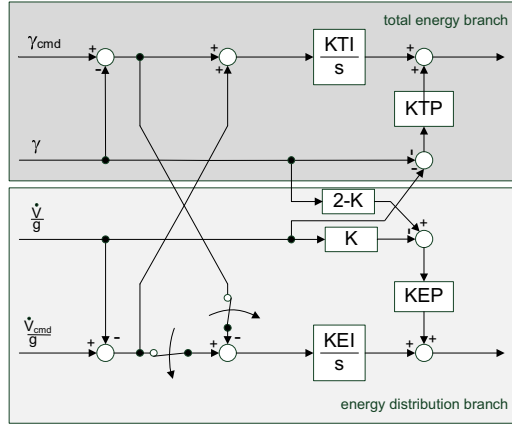 total energy branch
γcmd
+
-
+
+
KTI
s
+
+
KTP
γ
-
-
2-K
V̇
g
+
-
K
KEP
V̇cmd
g
+
-
+
-
KEI
s
+
+
energy distribution branch